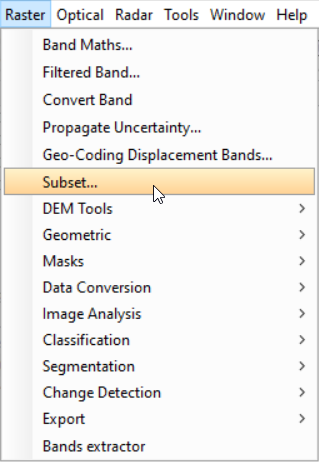 Raster Optical Radar Tools Window Help
Band Maths...
Filtered Band...
Convert Band
Propagate Uncertainty...
Geo-Coding Displacement Bands...
Subset...
DEM Tools
Geometric
Masks
Data Conversion
Image Analysis
Classification
Segmentation
Change Detection
Export
Bands extractor